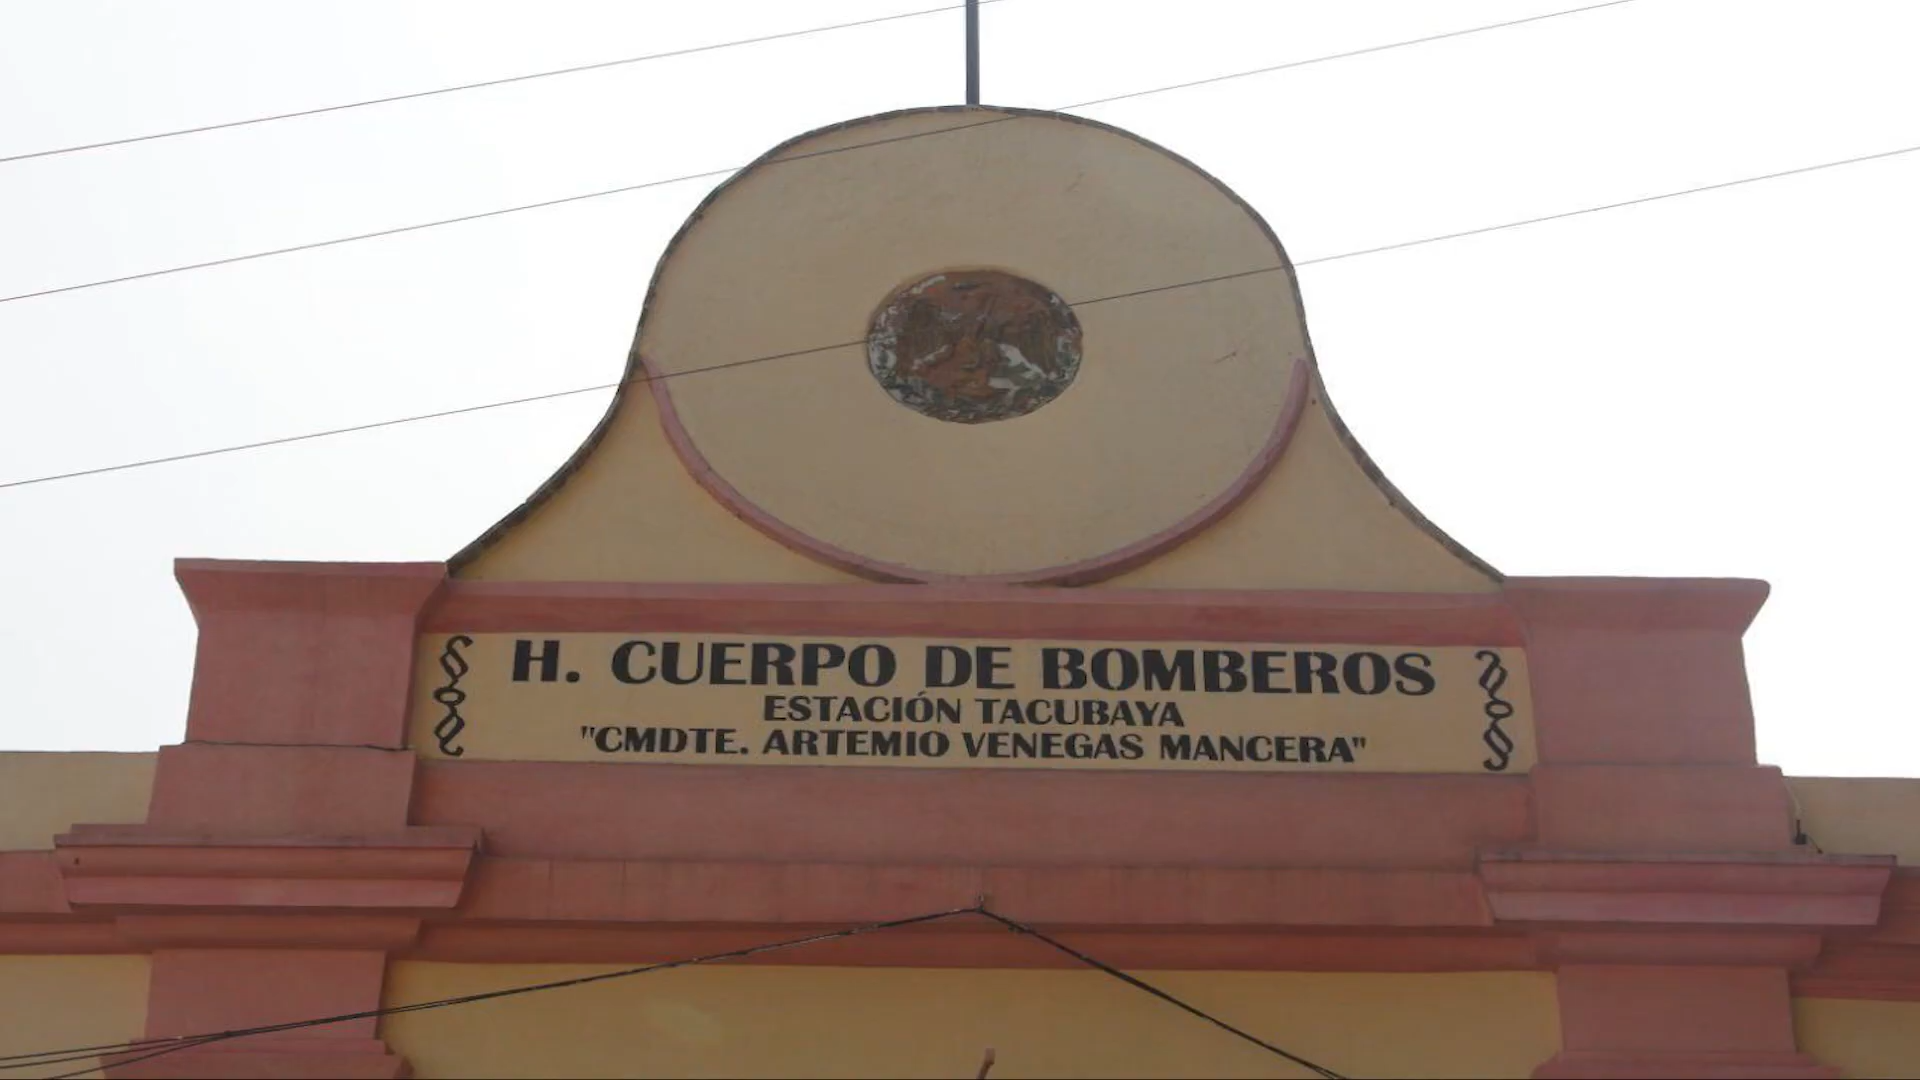 H. CUERPO DE BOMBEROS
ESTACIÓN TACUBAYA
"CMDTE. ARTEMIO VENEGAS MANCERA"